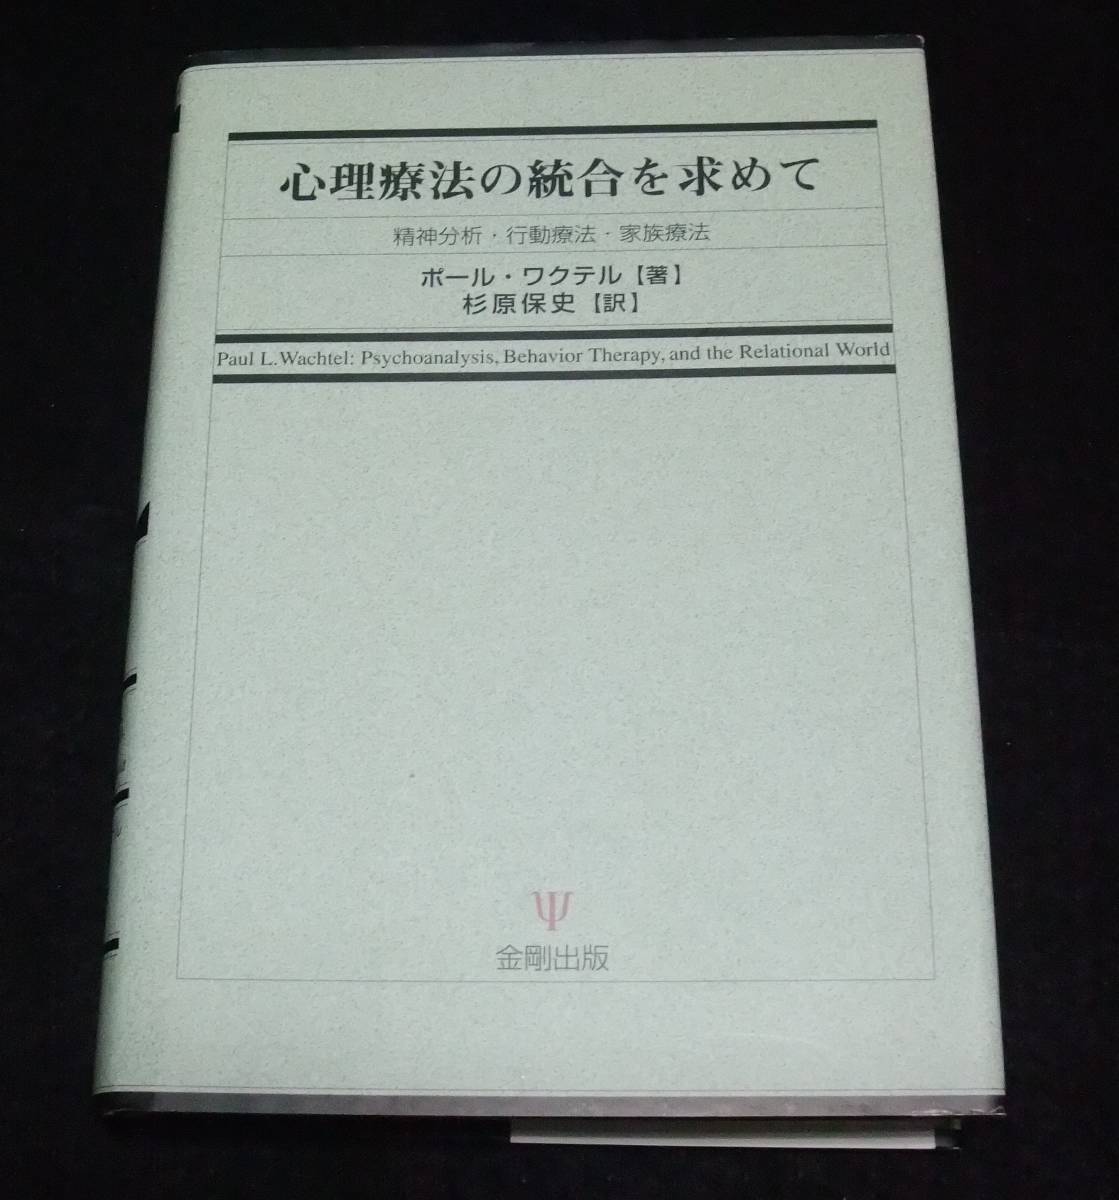 心理療法の統合を求めて
精神分析・行動療法・家族療法
ポール・ワクテル【著】
杉原保史【訳】
Paul L.Wachtel: Psychoanalysis, Behavior Therapy, and the Relational World
Ψ
金剛出版